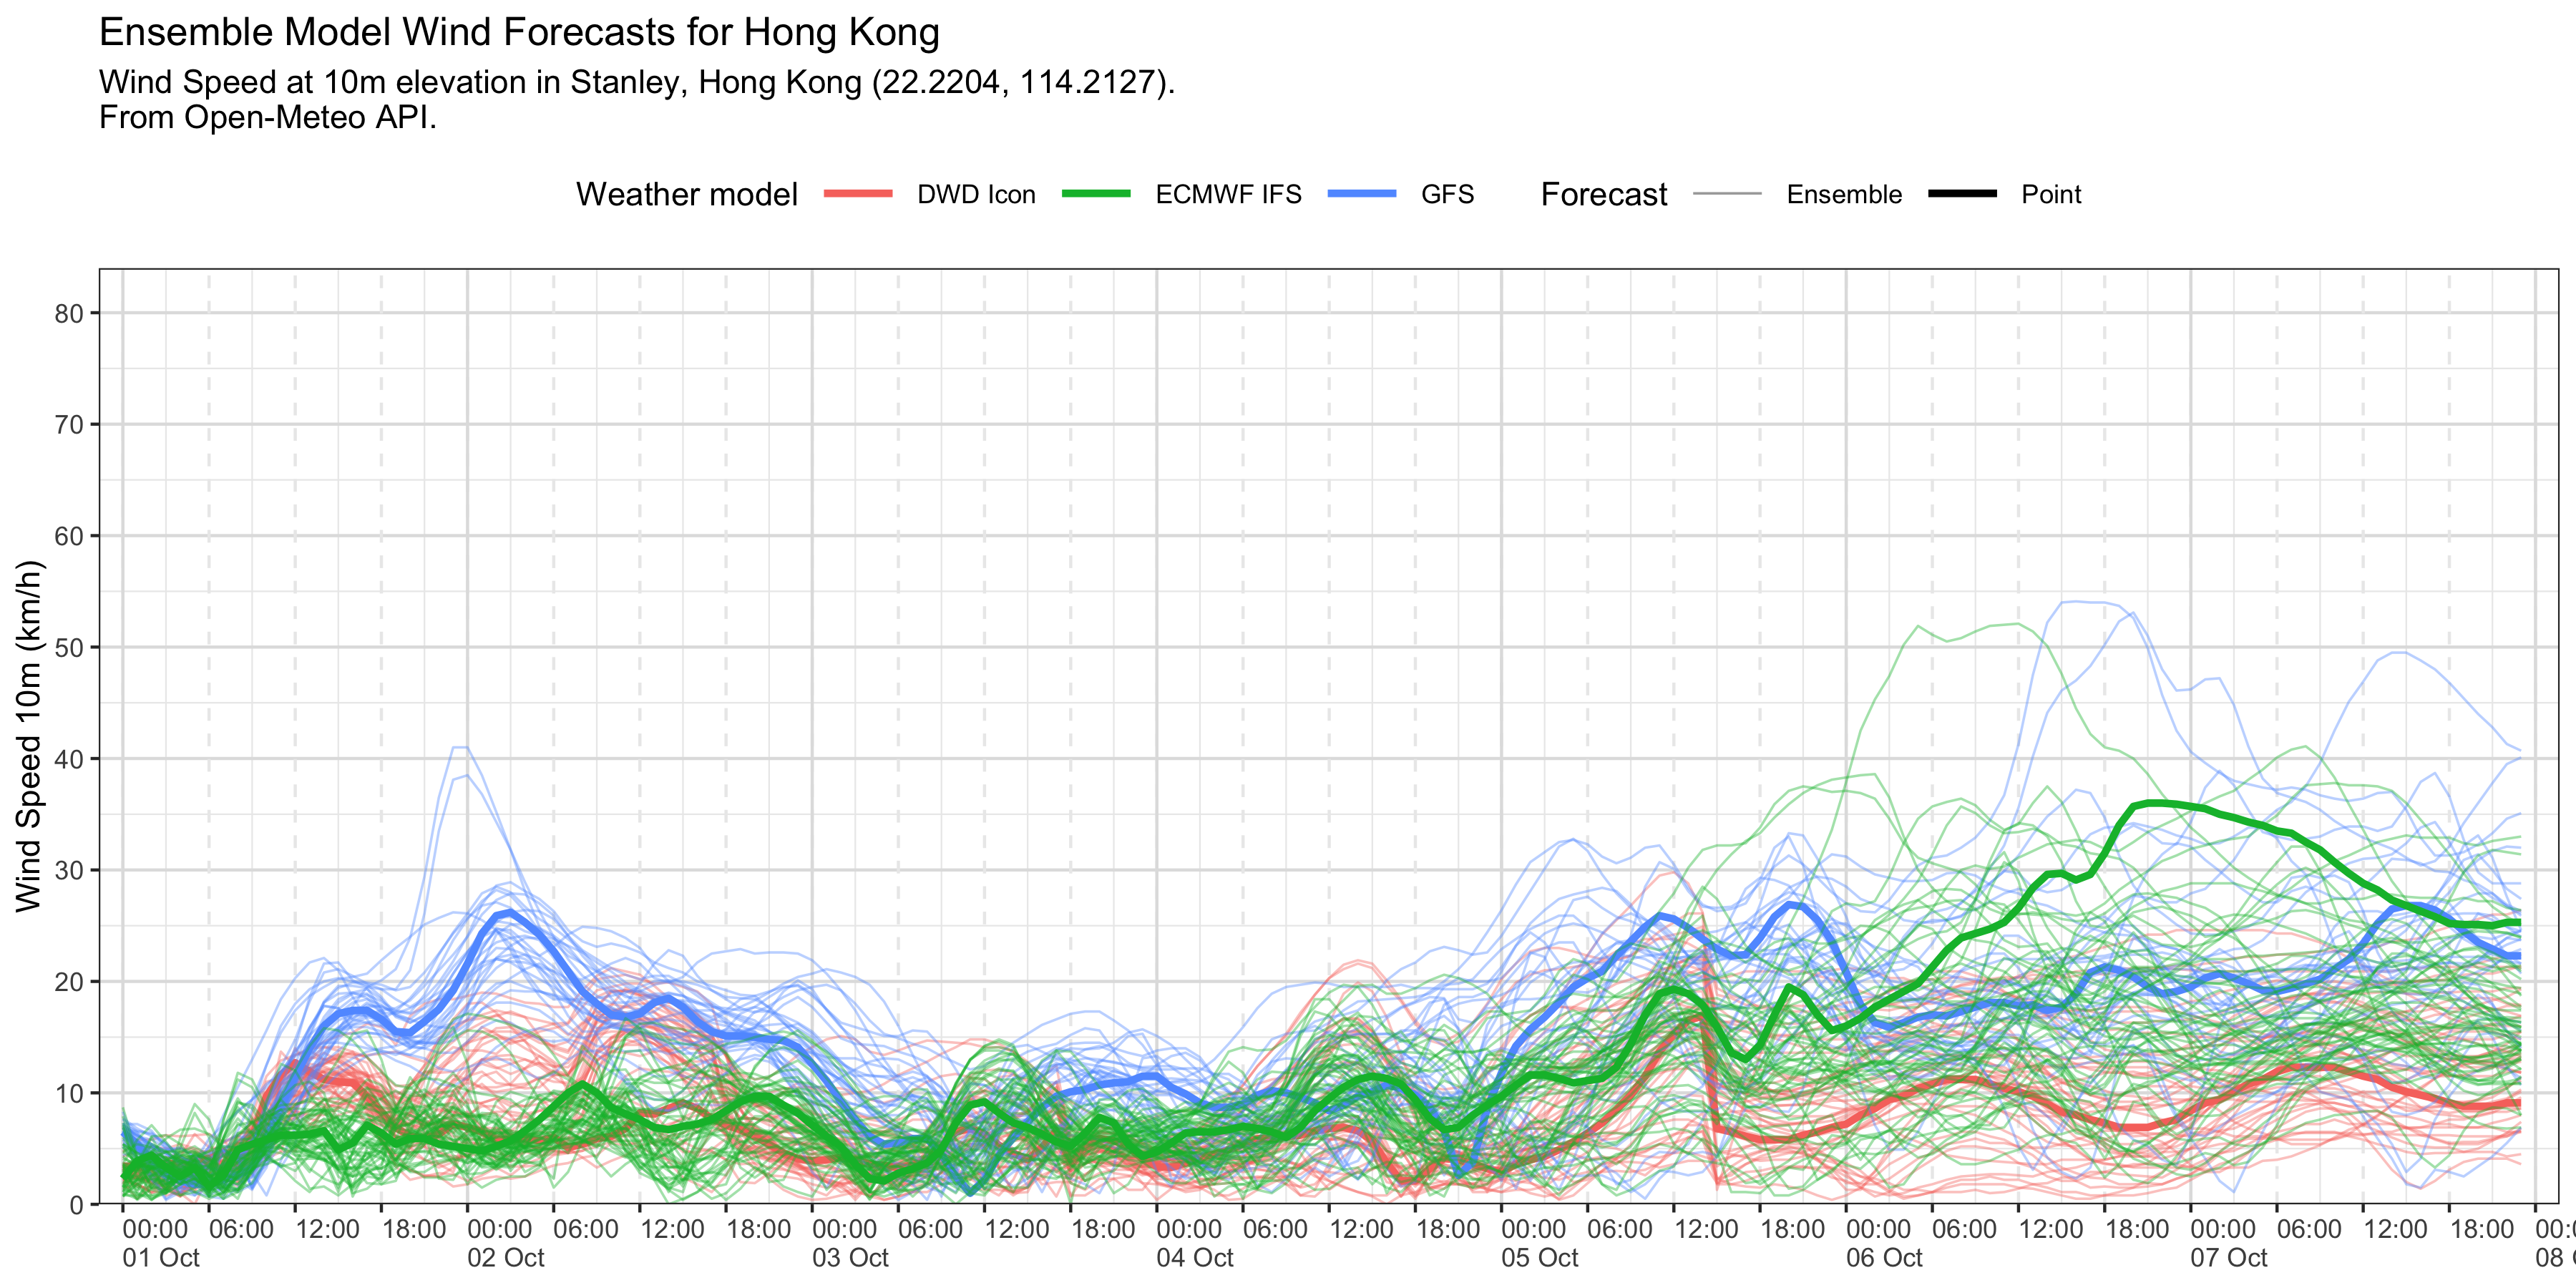 Ensemble Model Wind Forecasts for Hong Kong
Wind Speed at 10m elevation in Stanley, Hong Kong (22.2204, 114.2127).
From Open-Meteo API.
Weather model DWD Icon ECMWF IFS GFS Forecast Ensemble Point
Wind Speed 10m (km/h)
80
70
60
50
40
30
20
10
0
00:00 06:00 12:00 18:00 00:00 06:00 12:00 18:00 00:00 06:00 12:00 18:00 00:00 06:00 12:00 18:00 00:00 06:00 12:00 18:00 00:00 06:00 12:00 18:00 00:00 06:00 12:00 18:00
01 Oct 02 Oct 03 Oct 04 Oct 05 Oct 06 Oct 07 Oct 08